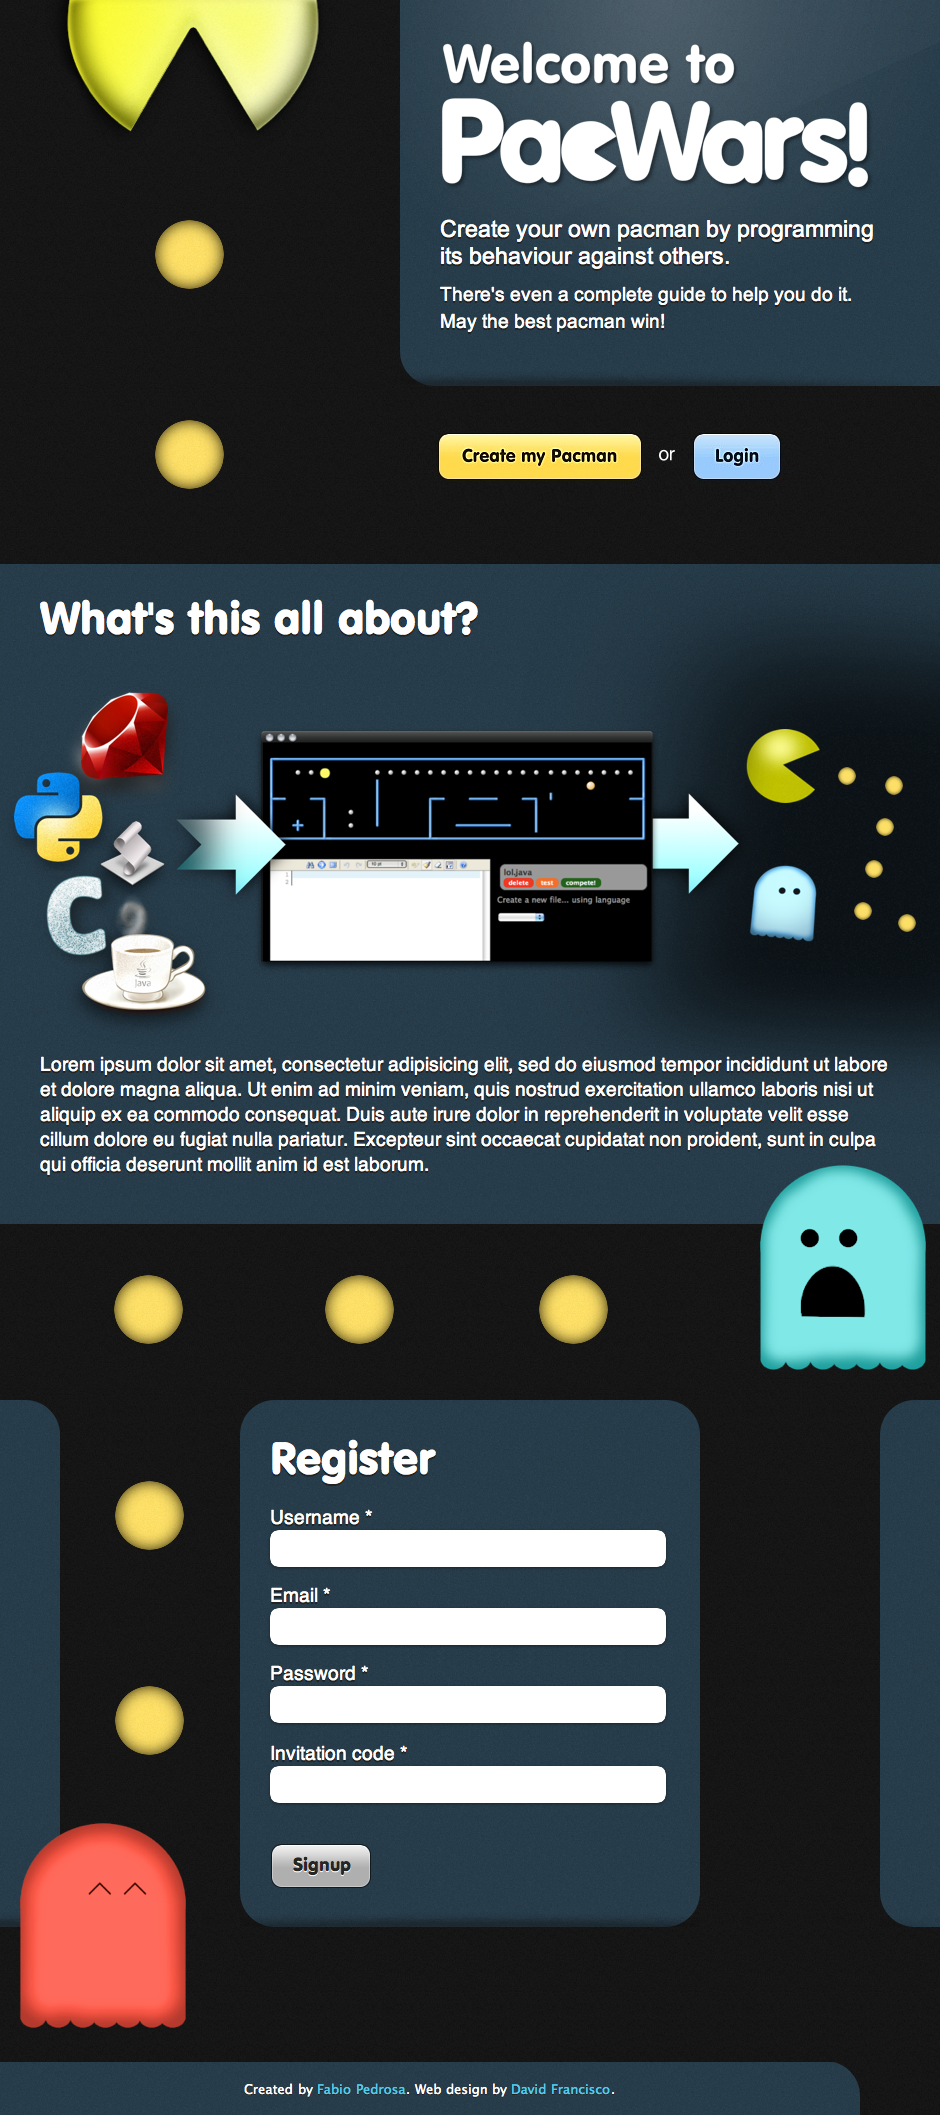 Welcome to
PacWars!
Create your own pacman by programming
its behaviour against others.
There's even a complete guide to help you do it.
May the best pacman win!
Create my Pacman or Login
What's this all about?
lol.java
delete test compete!
Create a new file... using language
1
2
C
Java
Lorem ipsum dolor sit amet, consectetur adipisicing elit, sed do eiusmod tempor incididunt ut labore
et dolore magna aliqua. Ut enim ad minim veniam, quis nostrud exercitation ullamco laboris nisi ut
aliquip ex ea commodo consequat. Duis aute irure dolor in reprehenderit in voluptate velit esse
cillum dolore eu fugiat nulla pariatur. Excepteur sint occaecat cupidatat non proident, sunt in culpa
qui officia deserunt mollit anim id est laborum.
Register
Username *
Email *
Password *
Invitation code *
Signup
Created by Fabio Pedrosa. Web design by David Francisco.